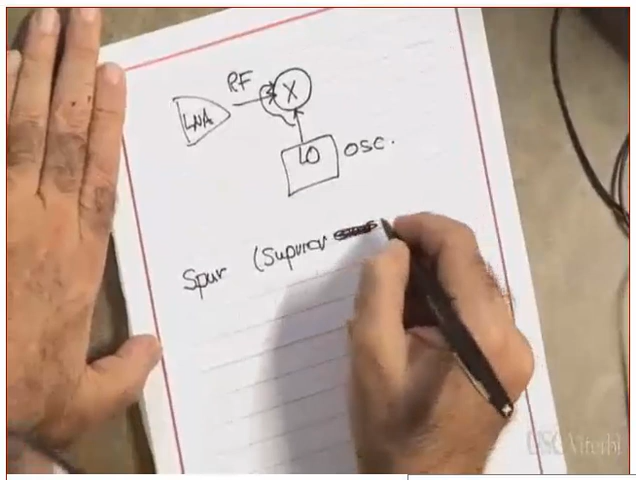 RF
X
LNA
LO OSC.
Spur (Supurar
USC Viterbi